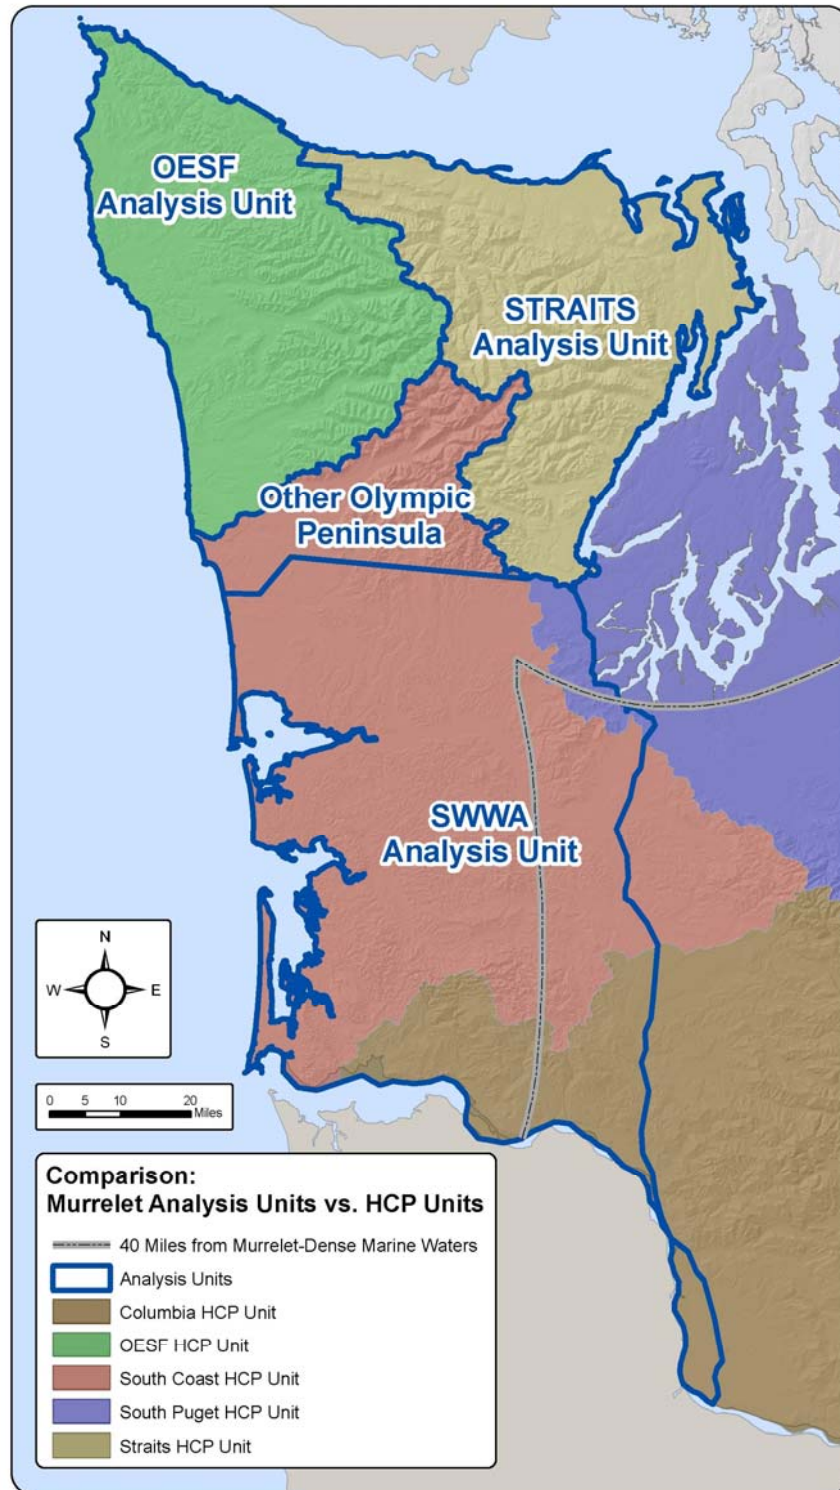 OESF
Analysis Unit
STRAITS
Analysis Unit
Other Olympic
Peninsula
SWWA
Analysis Unit
N
W
E
S
0 5 10 20
Miles
Comparison:
Murrelet Analysis Units vs. HCP Units
40 Miles from Murrelet-Dense Marine Waters
Analysis Units
Columbia HCP Unit
OESF HCP Unit
South Coast HCP Unit
South Puget HCP Unit
Straits HCP Unit